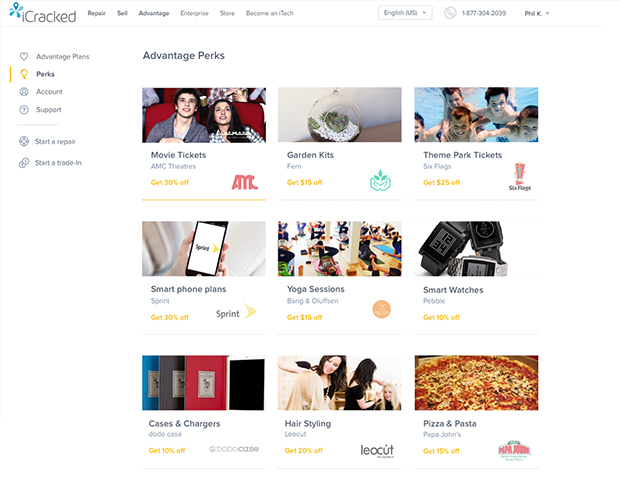 iCracked
Repair
Sell
Advantage
Enterprise
Store
Become an iTech
English (US)
1-877-304-2039
Phil K.
Advantage Plans
Perks
Account
Support
Start a repair
Start a trade-In
Advantage Perks
Movie Tickets
AMC Theatres
Get 30% off
AMC
Garden Kits
Fern
Get $15 off
Theme Park Tickets
Six Flags
Get $25 off
Six Flags
Sprint
Smart phone plans
Sprint
Get 30% off
Sprint
Yoga Sessions
Bang & Oluffsen
Get $15 off
Smart Watches
Pebble
Get 10% off
Cases & Chargers
dodo case
Get 10% off
DODOCASE
Hair Styling
Leocut
Get 20% off
leocut
Pizza & Pasta
Papa John's
Get 15% off
PAPA JOHNS